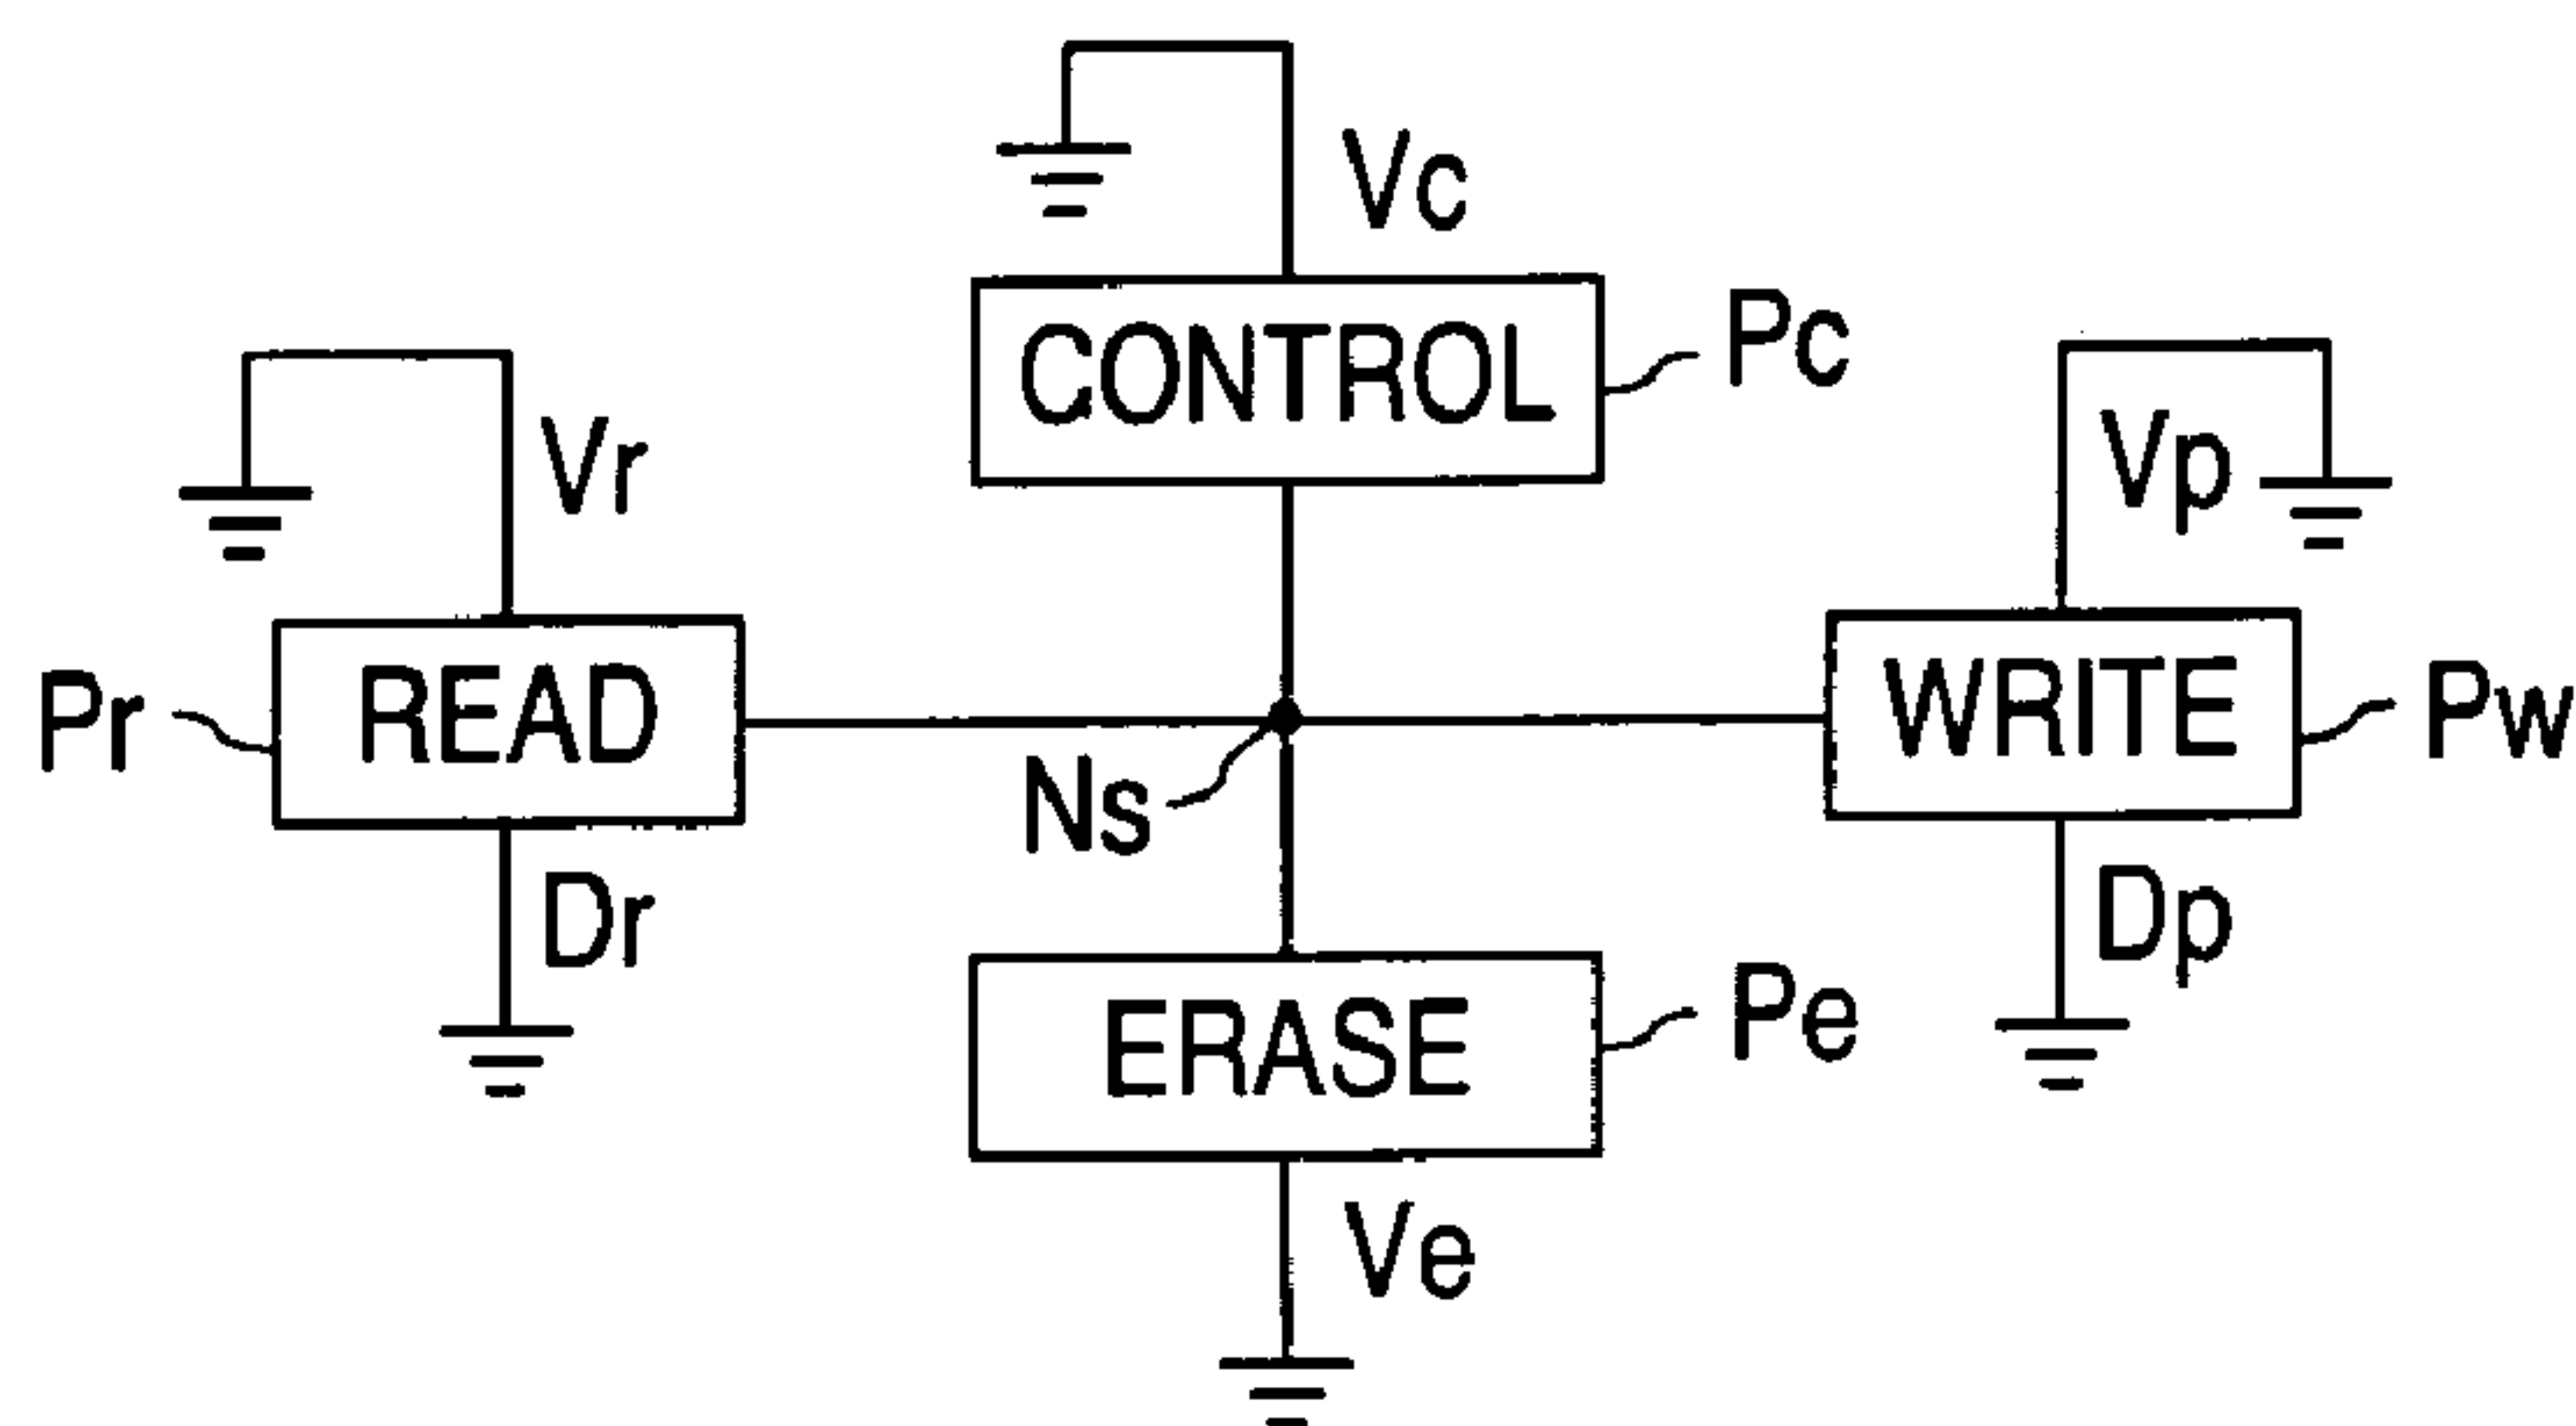 Vc
CONTROL
Pc
Vr
Vp
Pr
READ
WRITE
Pw
Ns
Dr
Dp
ERASE
Pe
Ve